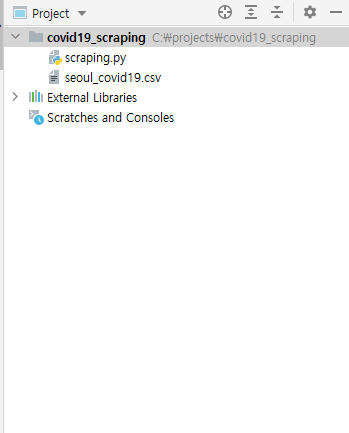 Project
covid19_scraping C:₩projects₩covid19_scraping
scraping.py
seoul_covid19.csv
External Libraries
Scratches and Consoles